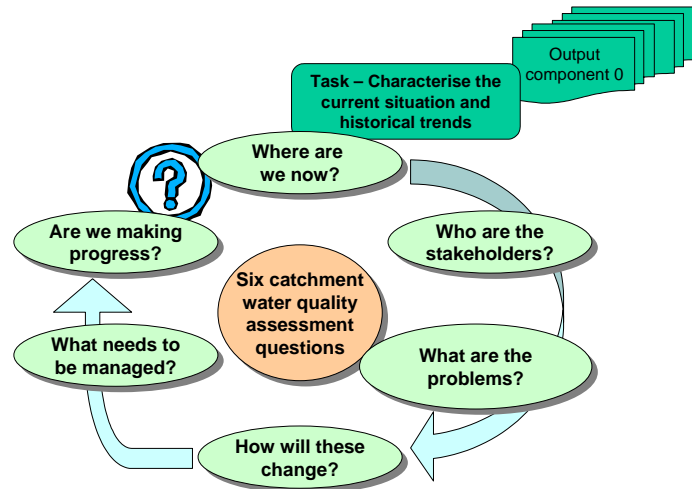 Output
component 0
Task – Characterise the
current situation and
historical trends
Where are
we now?
?
Who are the
stakeholders?
What are the
problems?
How will these
change?
What needs to
be managed?
Are we making
progress?
Six catchment
water quality
assessment
questions